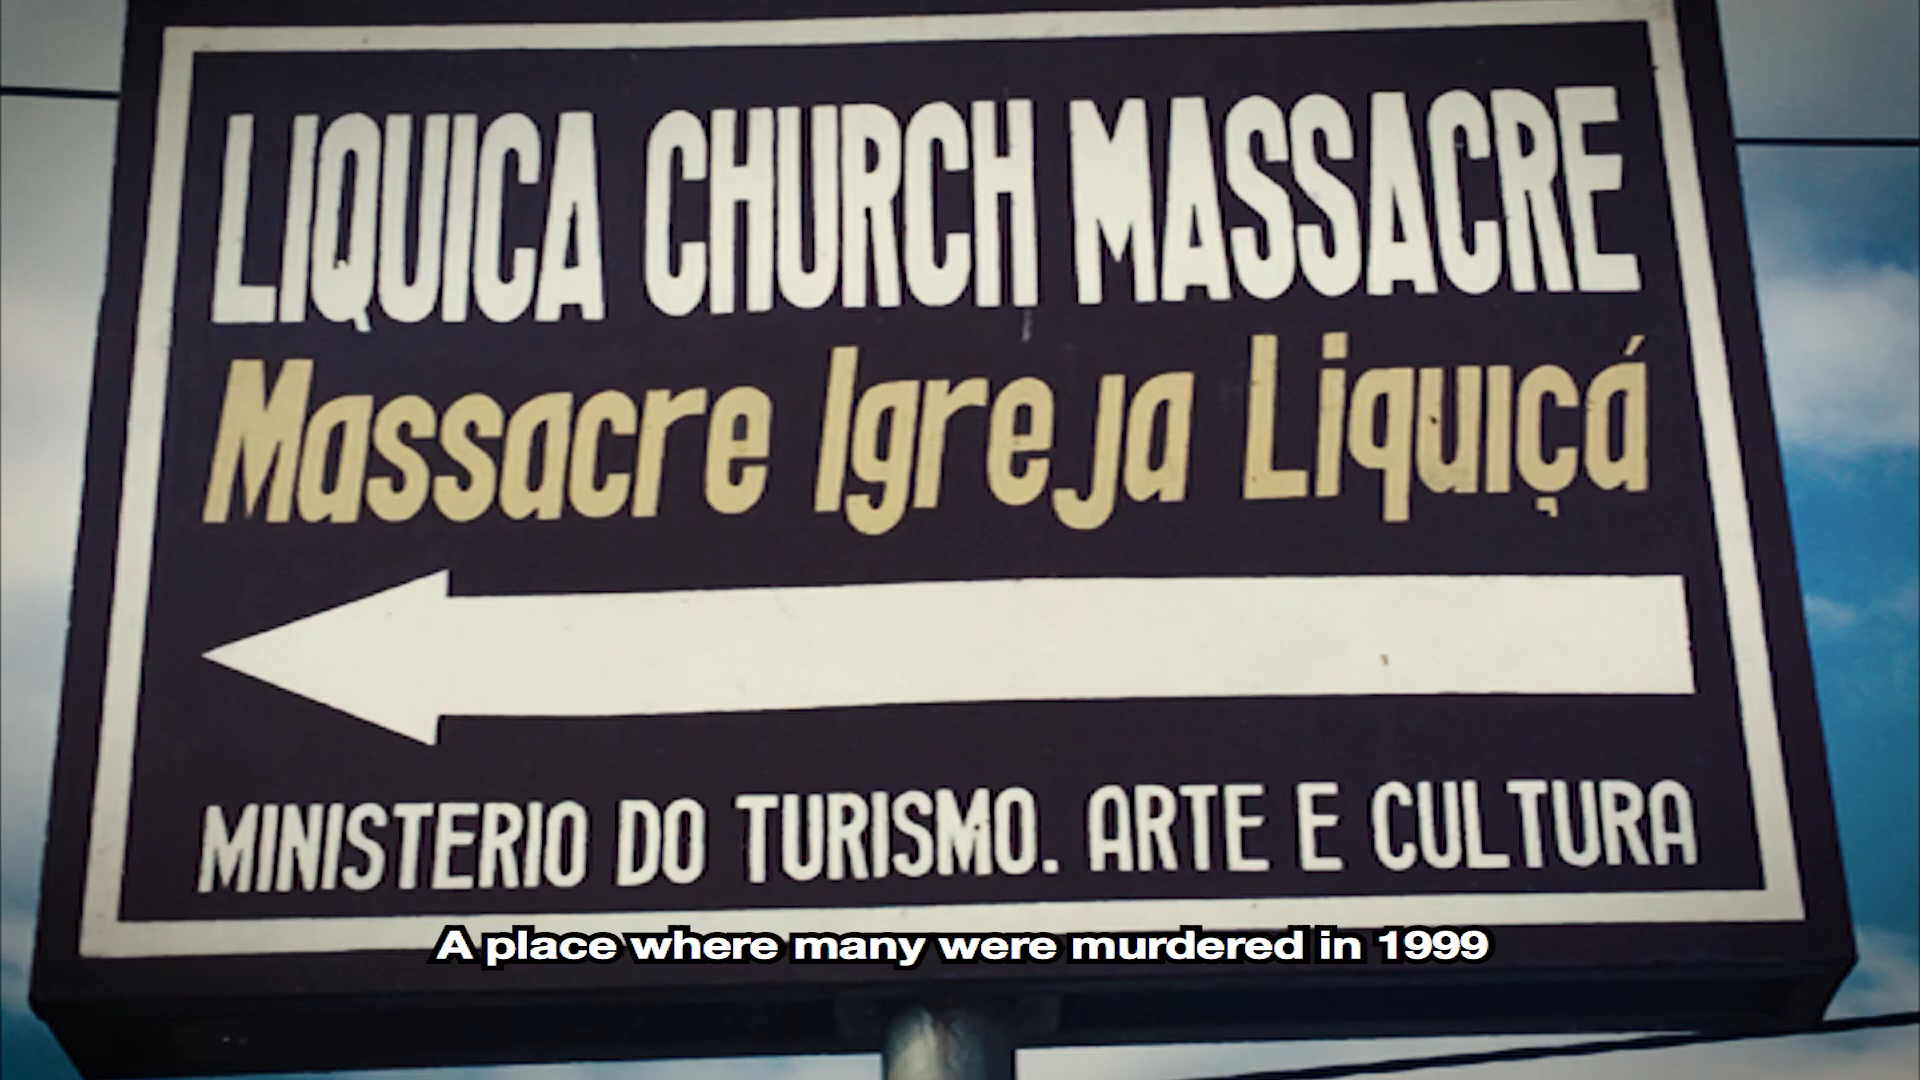 LIQUICA CHURCH MASSACRE
Massacre Igreja Liquiçá
MINISTERIO DO TURISMO. ARTE E CULTURA
A place where many were murdered in 1999